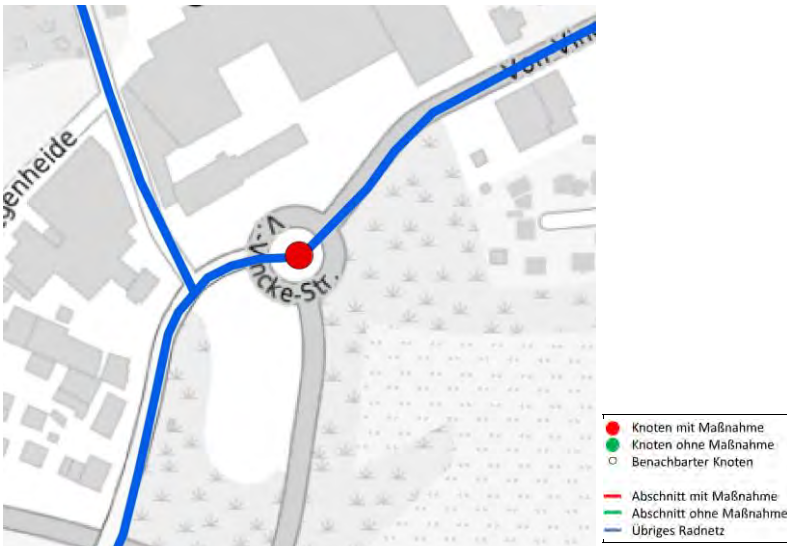 Von Vin
genheide
V.-Vincke-Str.
Knoten mit Maßnahme
Knoten ohne Maßnahme
Benachbarter Knoten
Abschnitt mit Maßnahme
Abschnitt ohne Maßnahme
Übriges Radnetz